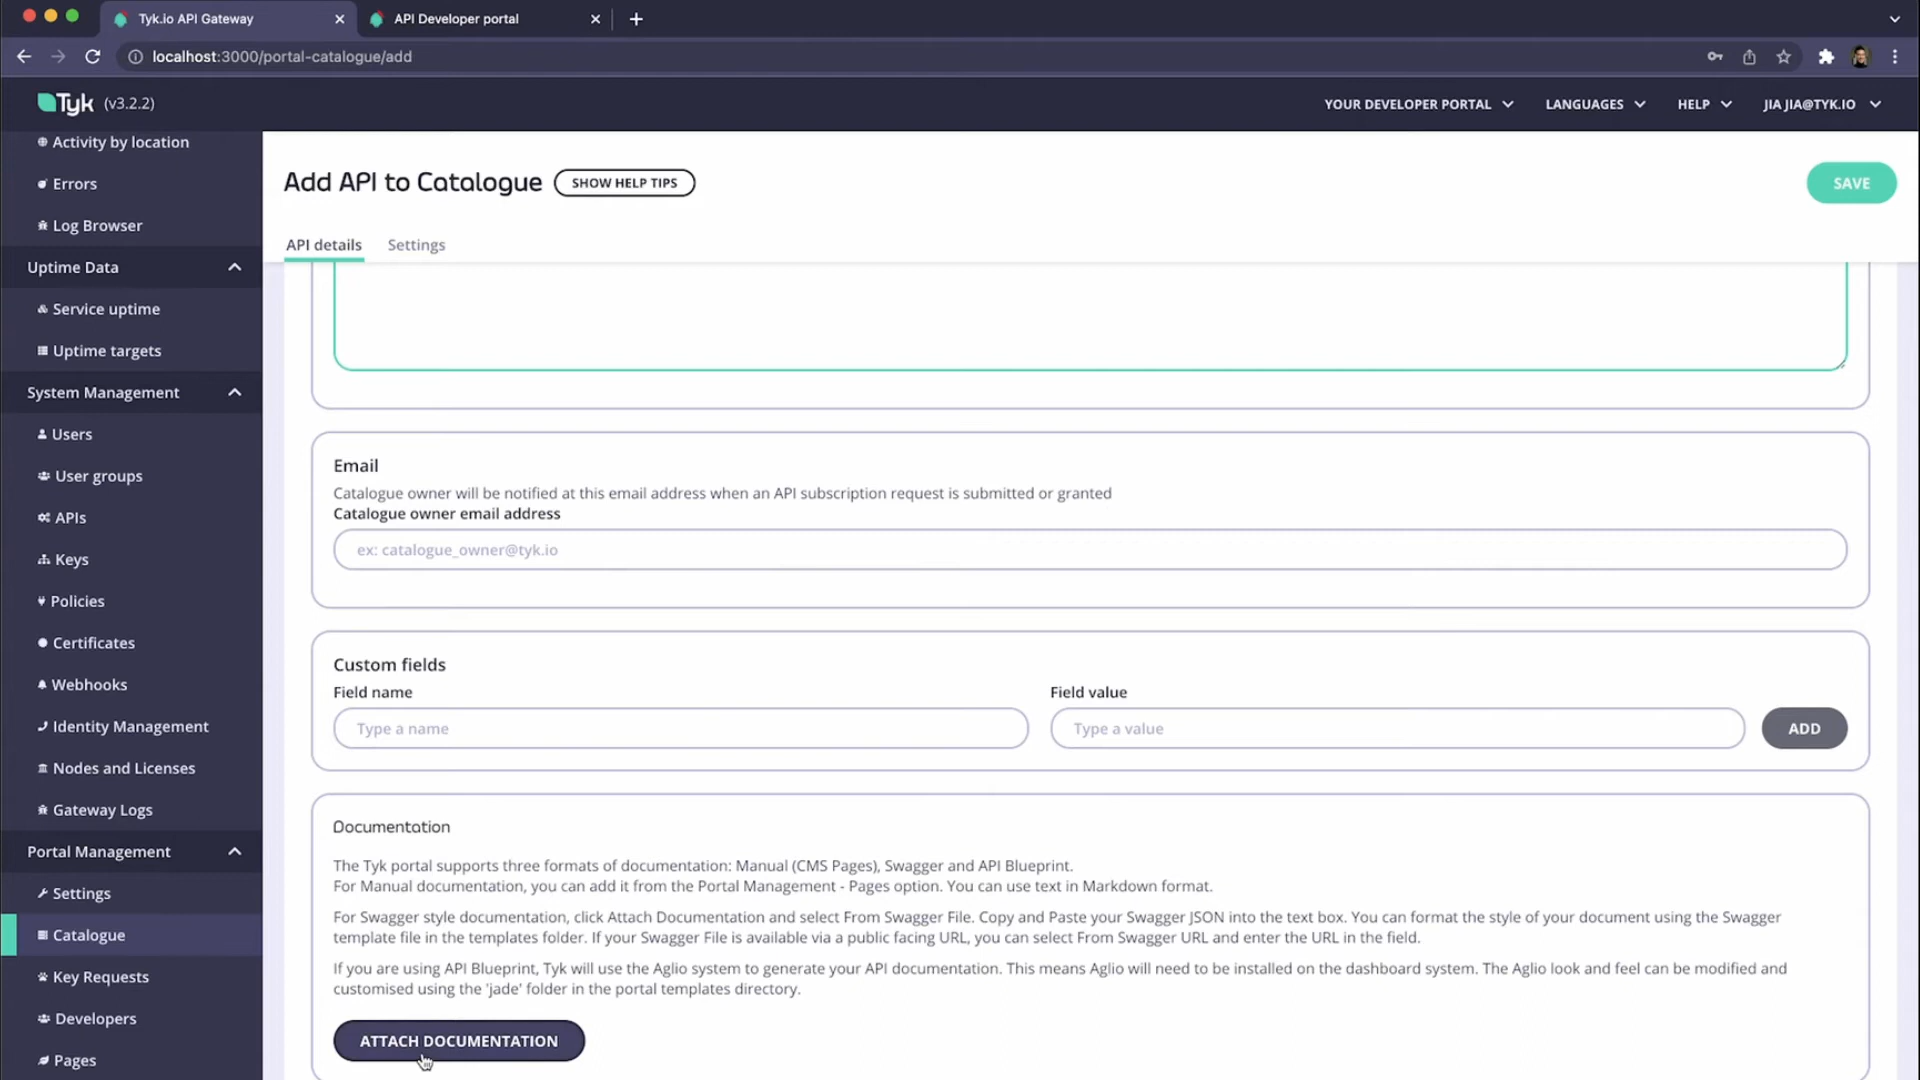 Tyk.io API Gateway
API Developer portal
localhost:3000/portal-catalogue/add
Tyk (v3.2.2)
YOUR DEVELOPER PORTAL
LANGUAGES
HELP
JIA JIA@TYK.IO
Activity by location
Errors
Log Browser
Uptime Data
Service uptime
Uptime targets
System Management
Users
User groups
APIs
Keys
Policies
Certificates
Webhooks
Identity Management
Nodes and Licenses
Gateway Logs
Portal Management
Settings
Catalogue
Key Requests
Developers
Pages
Add API to Catalogue
SHOW HELP TIPS
SAVE
API details
Settings
Email
Catalogue owner will be notified at this email address when an API subscription request is submitted or granted
Catalogue owner email address
ex: catalogue_owner@tyk.io
Custom fields
Field name
Field value
Type a name
Type a value
ADD
Documentation
The Tyk portal supports three formats of documentation: Manual (CMS Pages), Swagger and API Blueprint.
For Manual documentation, you can add it from the Portal Management - Pages option. You can use text in Markdown format.
For Swagger style documentation, click Attach Documentation and select From Swagger File. Copy and Paste your Swagger JSON into the text box. You can format the style of your document using the Swagger
template file in the templates folder. If your Swagger File is available via a public facing URL, you can select From Swagger URL and enter the URL in the field.
If you are using API Blueprint, Tyk will use the Aglio system to generate your API documentation. This means Aglio will need to be installed on the dashboard system. The Aglio look and feel can be modified and
customised using the 'jade' folder in the portal templates directory.
ATTACH DOCUMENTATION